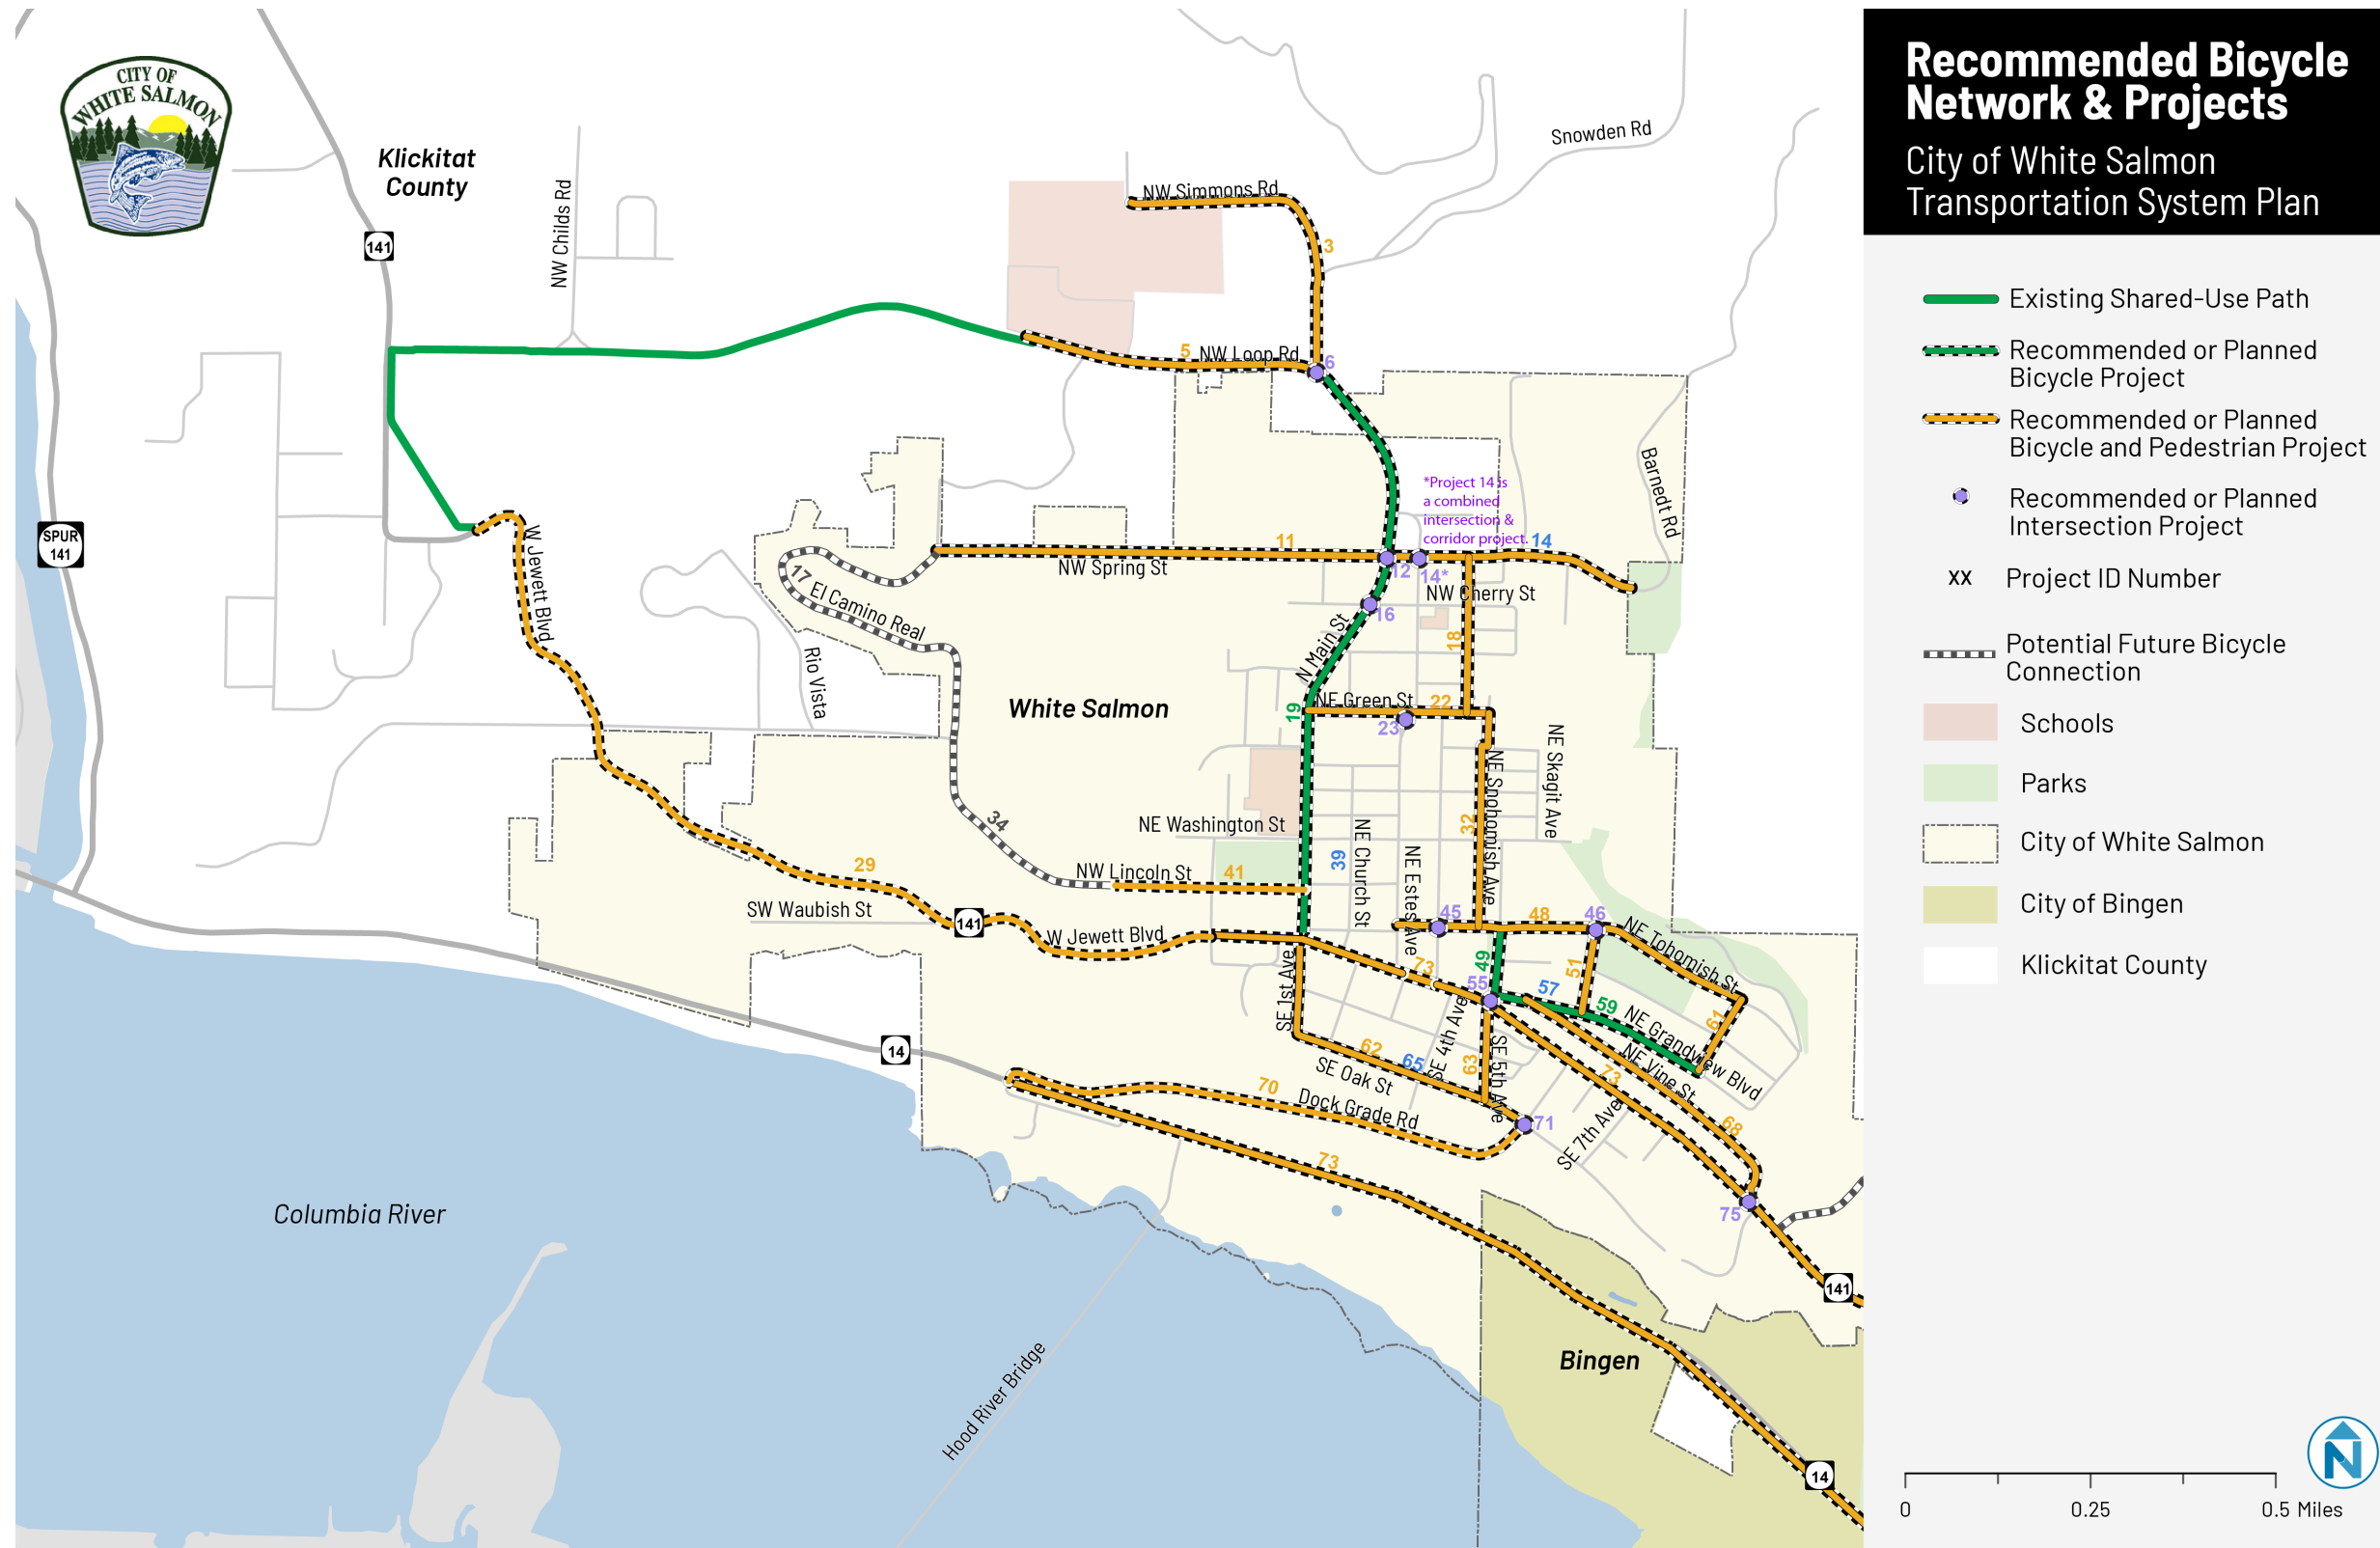 CITY OF
WHITE SALMON
Recommended Bicycle
Network & Projects
City of White Salmon
Transportation System Plan
Existing Shared-Use Path
Recommended or Planned
Bicycle Project
Recommended or Planned
Bicycle and Pedestrian Project
Recommended or Planned
Intersection Project
XX
Project ID Number
Potential Future Bicycle
Connection
Schools
Parks
City of White Salmon
City of Bingen
Klickitat County
N
0
0.25
0.5 Miles
Klickitat
County
NW Childs Rd
141
SPUR
141
NW Simmons Rd
Snowden Rd
3
5
NW Loop Rd
6
Barnedt Rd
*Project 14 is
a combined
intersection &
corridor project.
14
11
NW Spring St
12
14*
NW Cherry St
16
18
17
El Camino Real
W Jewett Blvd
Rio Vista
N Main St
White Salmon
19
NE Green St
22
23
NE Snohomish Ave
NE Skagit Ave
32
34
NE Washington St
39
NE Church St
NE Estes Ave
NW Lincoln St
41
29
SW Waubish St
141
W Jewett Blvd
45
48
46
NE Tohomish St
49
51
73
55
57
59
61
NE Grandview Blvd
SE 1st Ave
SE 4th Ave
62
65
63
SE 5th Ave
SE Oak St
NE Vine St
73
68
14
70
Dock Grade Rd
71
SE 7th Ave
73
75
141
Columbia River
Hood River Bridge
Bingen
14